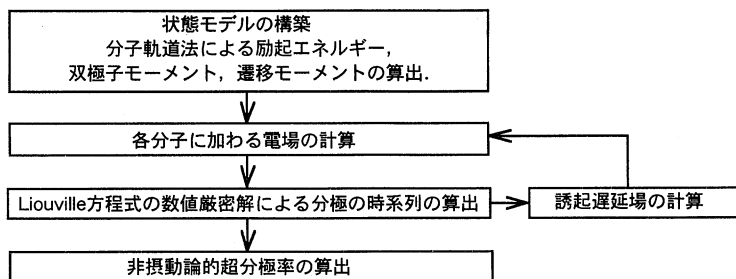 状態モデルの構築
分子軌道法による励起エネルギー,
双極子モーメント, 遷移モーメントの算出.
各分子に加わる電場の計算
Liouville方程式の数値厳密解による分極の時系列の算出
誘起遅延場の計算
非摂動論的超分極率の算出